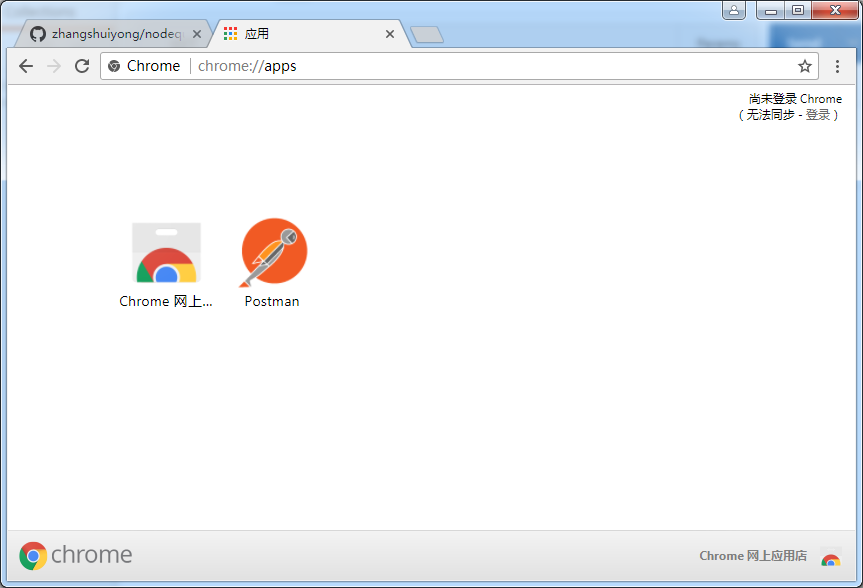 zhangshuiyong/nodeq
应用
Chrome
chrome://apps
尚未登录 Chrome
( 无法同步 - 登录 )
Chrome 网上...
Postman
chrome
Chrome 网上应用店